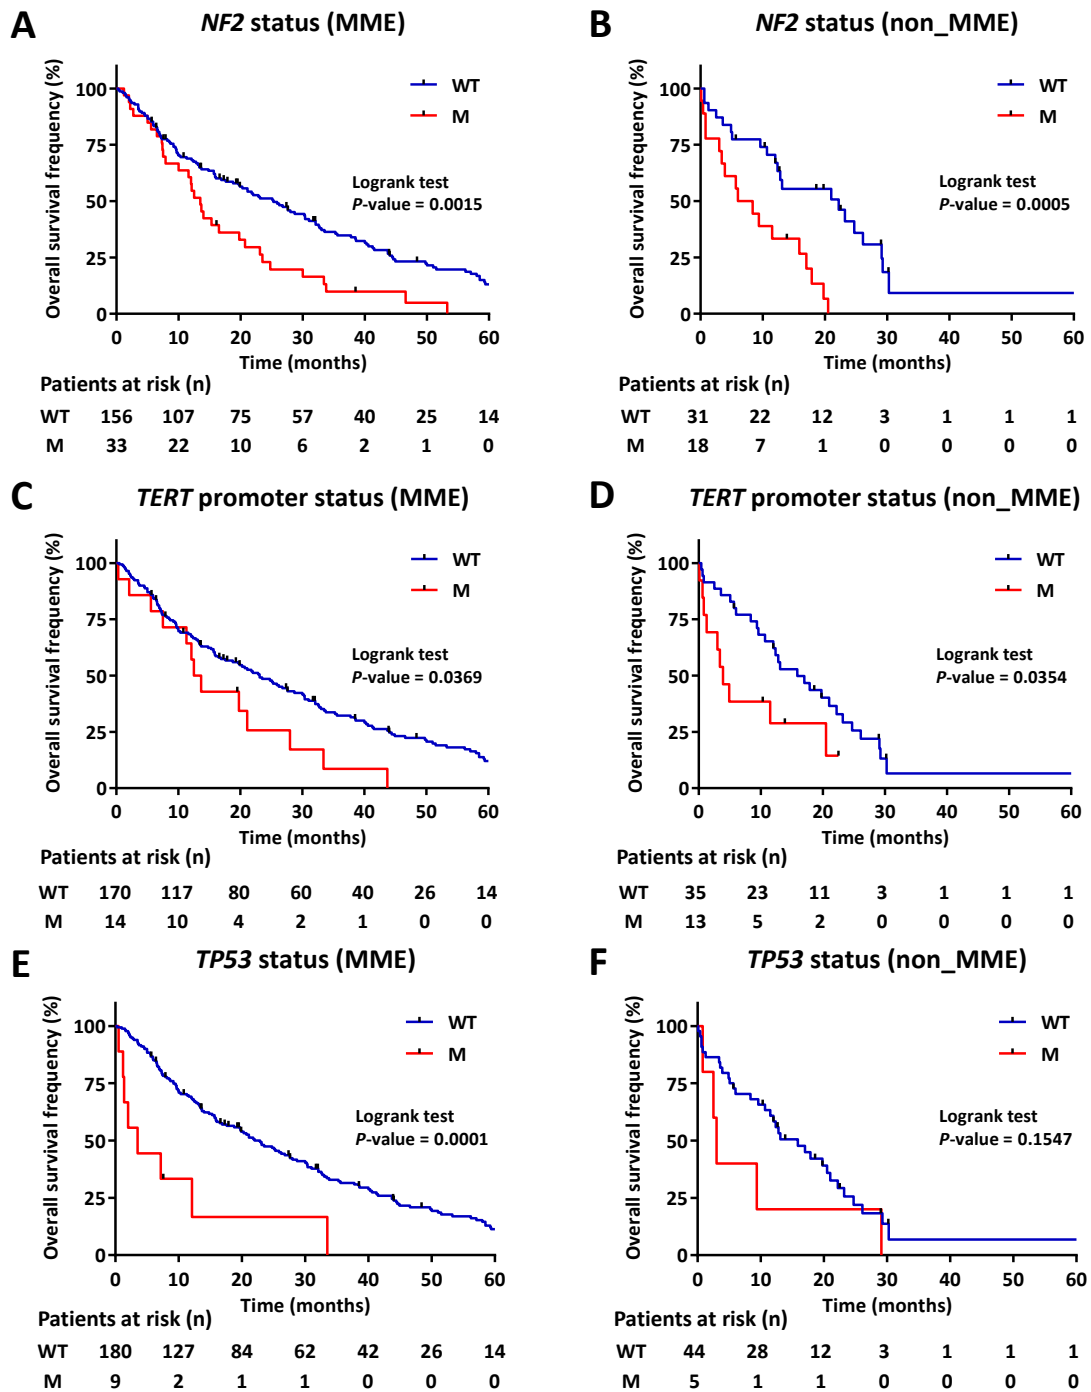 A
NF2 status (MME)
Overall survival frequency (%)
100
75
50
25
0
WT
M
Logrank test
P-value = 0.0015
0 10 20 30 40 50 60
Time (months)
Patients at risk (n)
WT 156 107 75 57 40 25 14
M 33 22 10 6 2 1 0
B
NF2 status (non_MME)
Overall survival frequency (%)
100
75
50
25
0
WT
M
Logrank test
P-value = 0.0005
0 10 20 30 40 50 60
Time (months)
Patients at risk (n)
WT 31 22 12 3 1 1 1
M 18 7 1 0 0 0 0
C
TERT promoter status (MME)
Overall survival frequency (%)
100
75
50
25
0
WT
M
Logrank test
P-value = 0.0369
0 10 20 30 40 50 60
Time (months)
Patients at risk (n)
WT 170 117 80 60 40 26 14
M 14 10 4 2 1 0 0
D
TERT promoter status (non_MME)
Overall survival frequency (%)
100
75
50
25
0
WT
M
Logrank test
P-value = 0.0354
0 10 20 30 40 50 60
Time (months)
Patients at risk (n)
WT 35 23 11 3 1 1 1
M 13 5 2 0 0 0 0
E
TP53 status (MME)
Overall survival frequency (%)
100
75
50
25
0
WT
M
Logrank test
P-value = 0.0001
0 10 20 30 40 50 60
Time (months)
Patients at risk (n)
WT 180 127 84 62 42 26 14
M 9 2 1 1 0 0 0
F
TP53 status (non_MME)
Overall survival frequency (%)
100
75
50
25
0
WT
M
Logrank test
P-value = 0.1547
0 10 20 30 40 50 60
Time (months)
Patients at risk (n)
WT 44 28 12 3 1 1 1
M 5 1 1 0 0 0 0